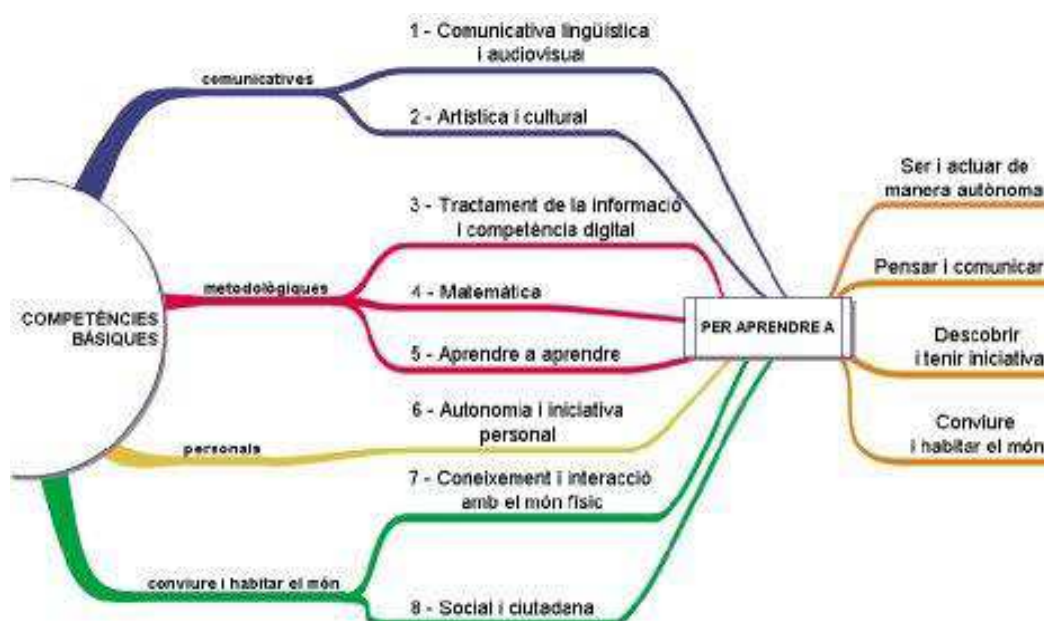 COMPETÈNCIES
BÀSIQUES
comunicatives
1 - Comunicativa lingüística
i audiovisual
2 - Artística i cultural
metodològiques
3 - Tractament de la informació
i competència digital
4 - Matemàtica
5 - Aprendre a aprendre
personals
6 - Autonomia i iniciativa
personal
conviure i habitar el món
7 - Coneixement i interacció
amb el món físic
8 - Social i ciutadana
PER APRENDRE A
Ser i actuar de
manera autònoma
Pensar i comunicar
Descobrir
i tenir iniciativa
Conviure
i habitar el món